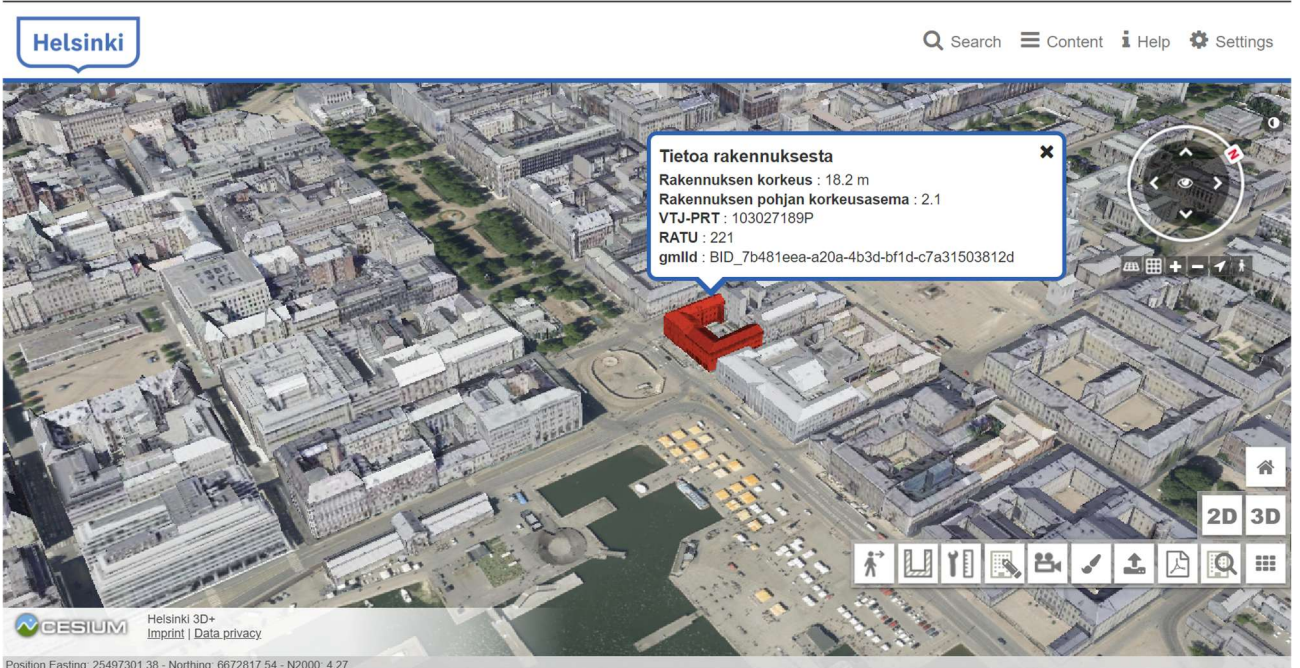 Helsinki
Search Content Help Settings
Tietoa rakennuksesta
Rakennuksen korkeus : 18.2 m
Rakennuksen pohjan korkeusasema : 2.1
VTJ-PRT : 103027189P
RATU : 221
gmlId : BID_7b481eea-a20a-4b3d-bf1d-c7a31503812d
N
2D 3D
CESIUM
Helsinki 3D+
Imprint | Data privacy
Position Easting: 25497301.38 - Northing: 6672817.54 - N2000: 4.27